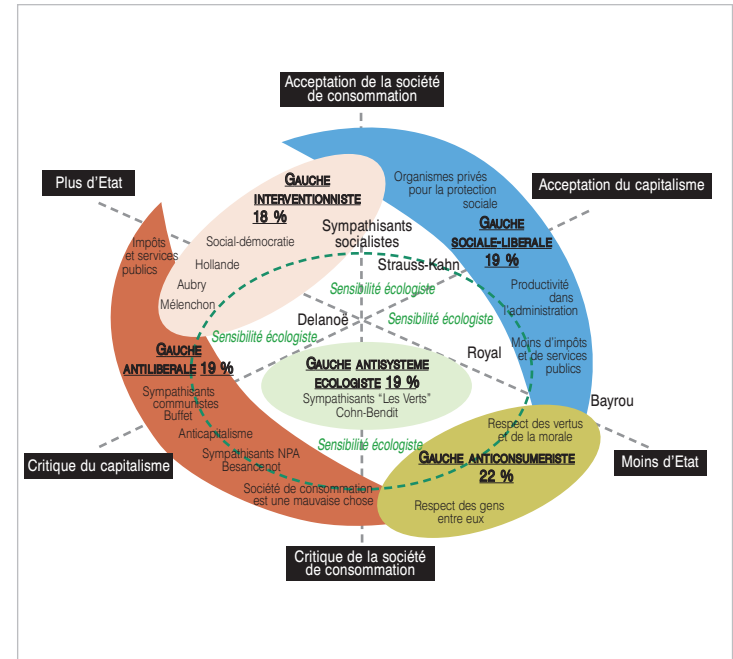 Acceptation de la société
de consommation
Plus d'Etat
Acceptation du capitalisme
Organismes privés
pour la protection
sociale
GAUCHE
INTERVENTIONNISTE
18 %
GAUCHE
SOCIALE-LIBERALE
19 %
Impôts
et services
publics
Social-démocratie
Hollande
Aubry
Mélenchon
Sympathisants
socialistes
Strauss-Kahn
Productivité
dans
l'administration
Sensibilité écologiste
Delanoë
Sensibilité écologiste
Sensibilité écologiste
Royal
Moins d'impôts
et de services
publics
GAUCHE
ANTILIBERALE 19 %
GAUCHE ANTISYSTEME
ECOLOGISTE 19 %
Sympathisants "Les Verts"
Cohn-Bendit
Sympathisants
communistes
Buffet
Anticapitalisme
Sympathisants NPA
Besancenot
Société de consommation
est une mauvaise chose
Bayrou
Respect des vertus
et de la morale
Sensibilité écologiste
GAUCHE ANTICONSUMERISTE
22 %
Respect des gens
entre eux
Critique du capitalisme
Moins d'Etat
Critique de la société
de consommation